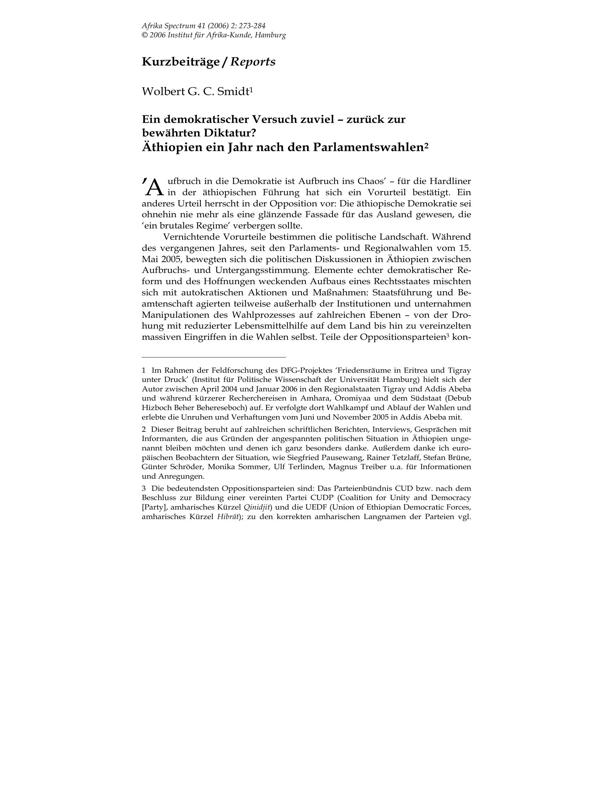 Afrika Spectrum 41 (2006) 2: 273-284
© 2006 Institut für Afrika-Kunde, Hamburg
Kurzbeiträge / Reports
Wolbert G. C. Smidt¹
Ein demokratischer Versuch zuviel – zurück zur
bewährten Diktatur?
Äthiopien ein Jahr nach den Parlamentswahlen²
'Aufbruch in die Demokratie ist Aufbruch ins Chaos' – für die Hardliner
in der äthiopischen Führung hat sich ein Vorurteil bestätigt. Ein
anderes Urteil herrscht in der Opposition vor: Die äthiopische Demokratie sei
ohnehin nie mehr als eine glänzende Fassade für das Ausland gewesen, die
'ein brutales Regime' verbergen sollte.
Vernichtende Vorurteile bestimmen die politische Landschaft. Während
des vergangenen Jahres, seit den Parlaments- und Regionalwahlen vom 15.
Mai 2005, bewegten sich die politischen Diskussionen in Äthiopien zwischen
Aufbruchs- und Untergangsstimmung. Elemente echter demokratischer Re-
form und des Hoffnungen weckenden Aufbaus eines Rechtsstaates mischten
sich mit autokratischen Aktionen und Maßnahmen: Staatsführung und Be-
amtenschaft agierten teilweise außerhalb der Institutionen und unternahmen
Manipulationen des Wahlprozesses auf zahlreichen Ebenen – von der Dro-
hung mit reduzierter Lebensmittelhilfe auf dem Land bis hin zu vereinzelten
massiven Eingriffen in die Wahlen selbst. Teile der Oppositionsparteien³ kon-
1 Im Rahmen der Feldforschung des DFG-Projektes 'Friedensräume in Eritrea und Tigray
unter Druck' (Institut für Politische Wissenschaft der Universität Hamburg) hielt sich der
Autor zwischen April 2004 und Januar 2006 in den Regionalstaaten Tigray und Addis Abeba
und während kürzerer Recherchereisen in Amhara, Oromiyaa und dem Südstaat (Debub
Hizboch Beher Behereseboch) auf. Er verfolgte dort Wahlkampf und Ablauf der Wahlen und
erlebte die Unruhen und Verhaftungen vom Juni und November 2005 in Addis Abeba mit.
2 Dieser Beitrag beruht auf zahlreichen schriftlichen Berichten, Interviews, Gesprächen mit
Informanten, die aus Gründen der angespannten politischen Situation in Äthiopien unge-
nannt bleiben möchten und denen ich ganz besonders danke. Außerdem danke ich euro-
päischen Beobachtern der Situation, wie Siegfried Pausewang, Rainer Tetzlaff, Stefan Brüne,
Günter Schröder, Monika Sommer, Ulf Terlinden, Magnus Treiber u.a. für Informationen
und Anregungen.
3 Die bedeutendsten Oppositionsparteien sind: Das Parteienbündnis CUD bzw. nach dem
Beschluss zur Bildung einer vereinten Partei CUDP (Coalition for Unity and Democracy
[Party], amharisches Kürzel Qinidjit) und die UEDF (Union of Ethiopian Democratic Forces,
amharisches Kürzel Hibrät); zu den korrekten amharischen Langnamen der Parteien vgl.